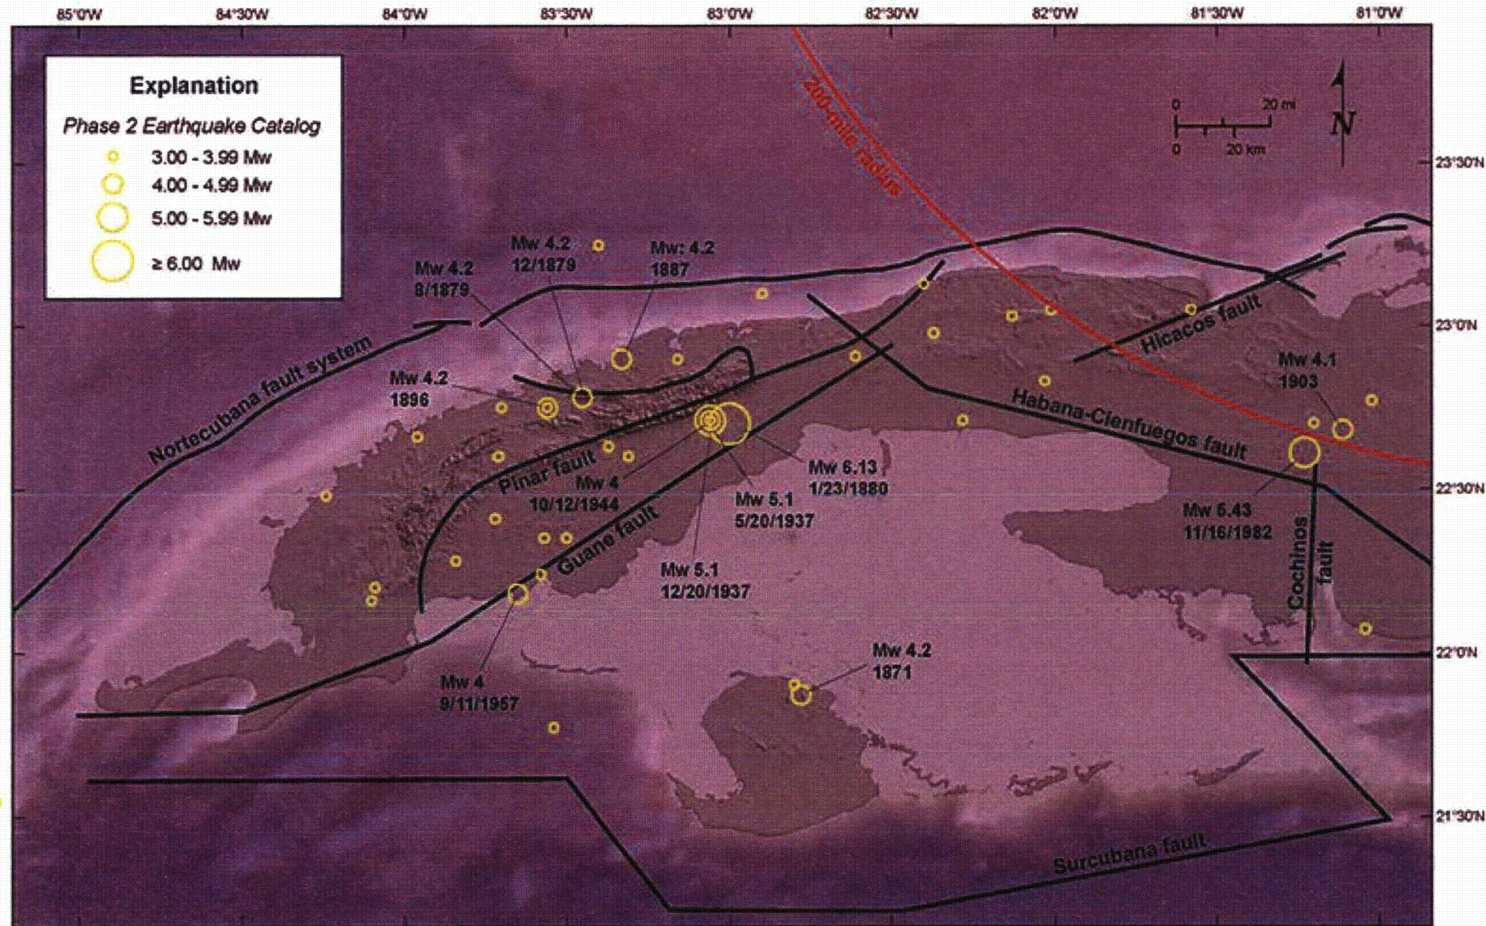 85°0'W 84°30'W 84°0'W 83°30'W 83°0'W 82°30'W 82°0'W 81°30'W 81°0'W
Explanation
Phase 2 Earthquake Catalog
3.00 - 3.99 Mw
4.00 - 4.99 Mw
5.00 - 5.99 Mw
≥ 6.00 Mw
200-mile radius
0 20 mi
0 20 km
N
23°30'N
23°0'N
22°30'N
22°0'N
21°30'N
Mw 4.2
12/1879
Mw: 4.2
1887
Mw 4.2
8/1879
Nortecubana fault system
Mw 4.2
1896
Hicacos fault
Mw 4.1
1903
Habana-Cienfuegos fault
Pinar fault
Mw 4
10/12/1944
Mw 6.13
1/23/1880
Mw 5.1
5/20/1937
Mw 5.43
11/16/1982
Guane fault
Mw 5.1
12/20/1937
Cochinos
fault
Mw 4.2
1871
Mw 4
9/11/1957
Surcubana fault